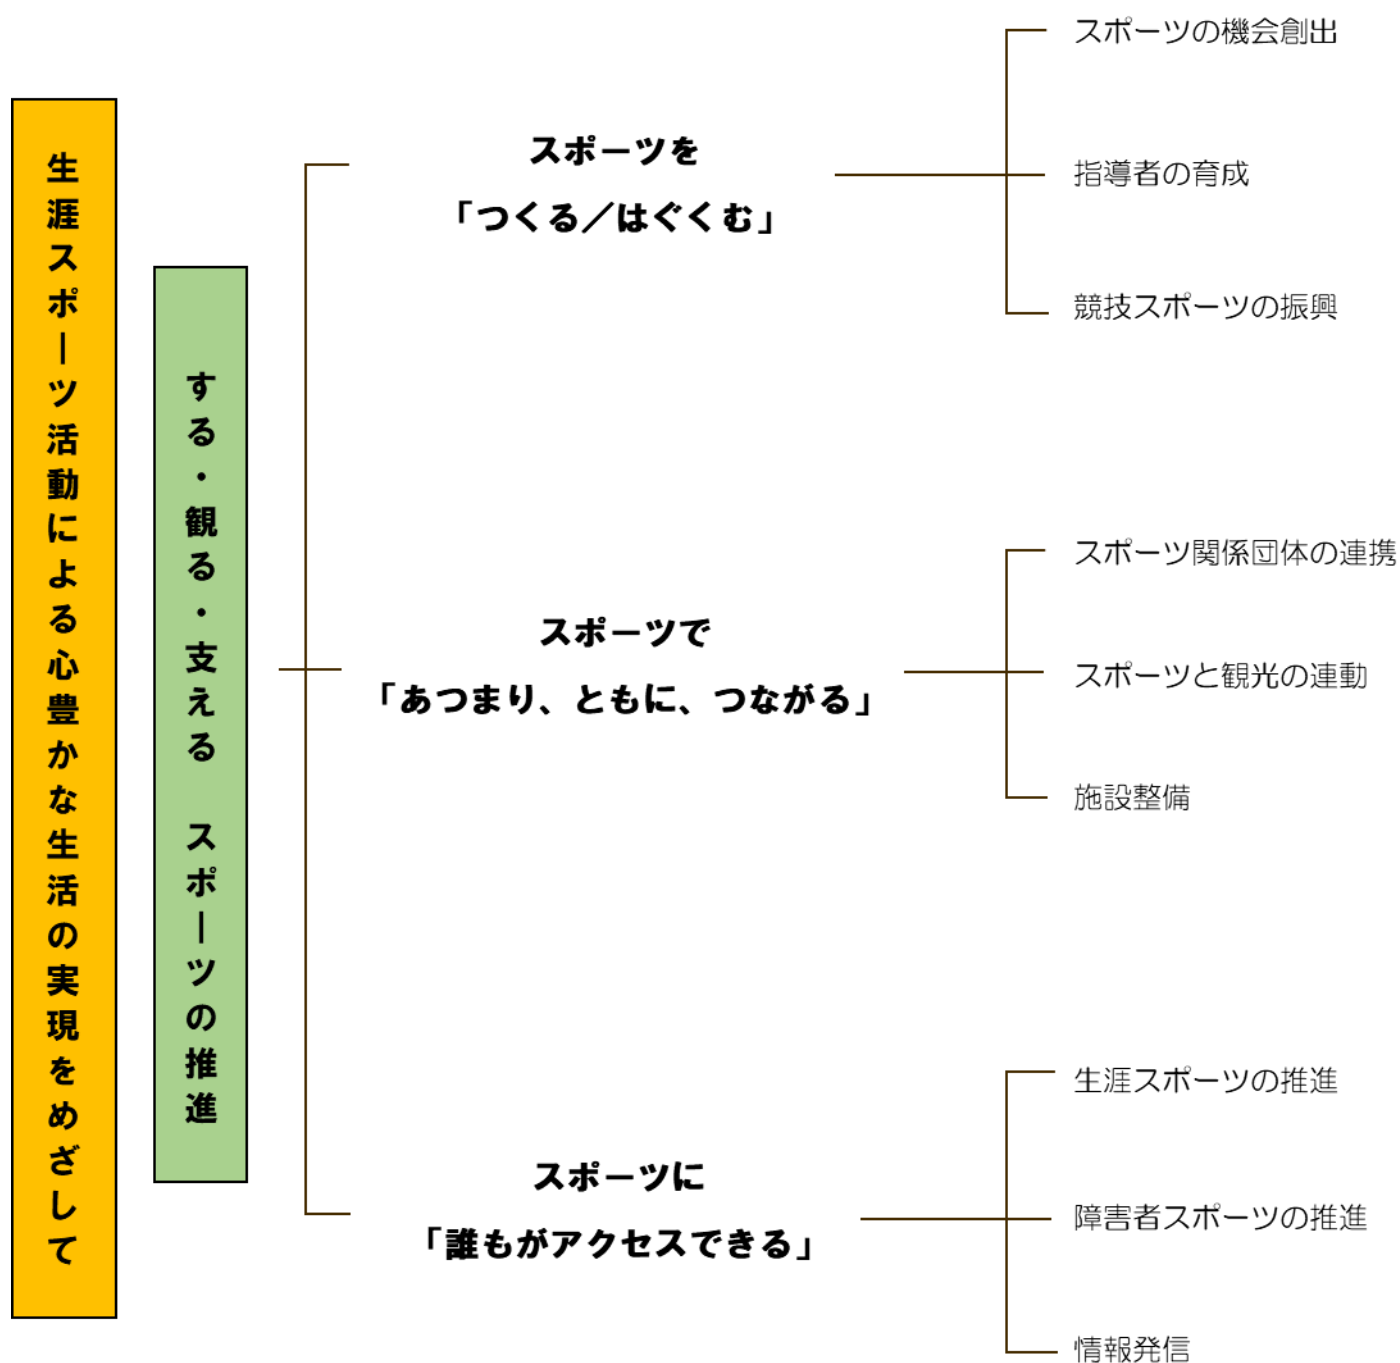 生涯スポーツ活動による心豊かな生活の実現をめざして
する・観る・支える　スポーツの推進
スポーツを
「つくる／はぐくむ」
スポーツの機会創出
指導者の育成
競技スポーツの振興
スポーツで
「あつまり、ともに、つながる」
スポーツ関係団体の連携
スポーツと観光の連動
施設整備
スポーツに
「誰もがアクセスできる」
生涯スポーツの推進
障害者スポーツの推進
情報発信